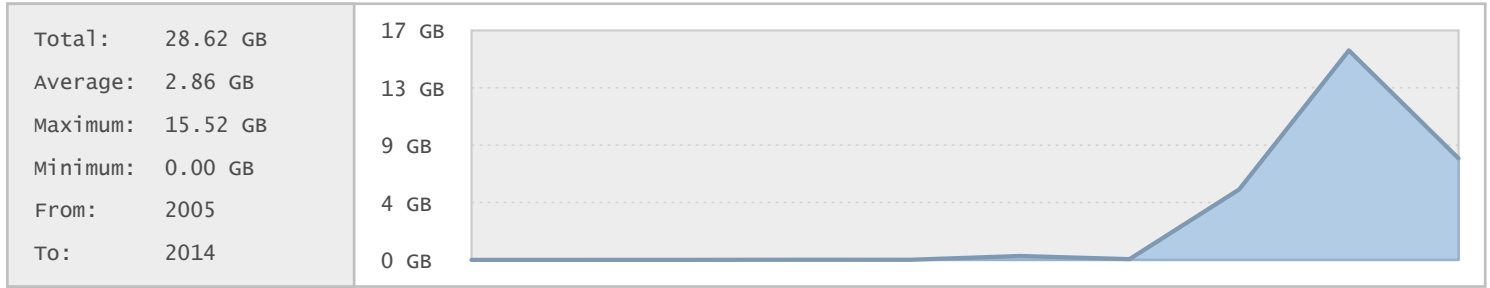 Total: 28.62 GB
Average: 2.86 GB
Maximum: 15.52 GB
Minimum: 0.00 GB
From: 2005
To: 2014
17 GB
13 GB
9 GB
4 GB
0 GB